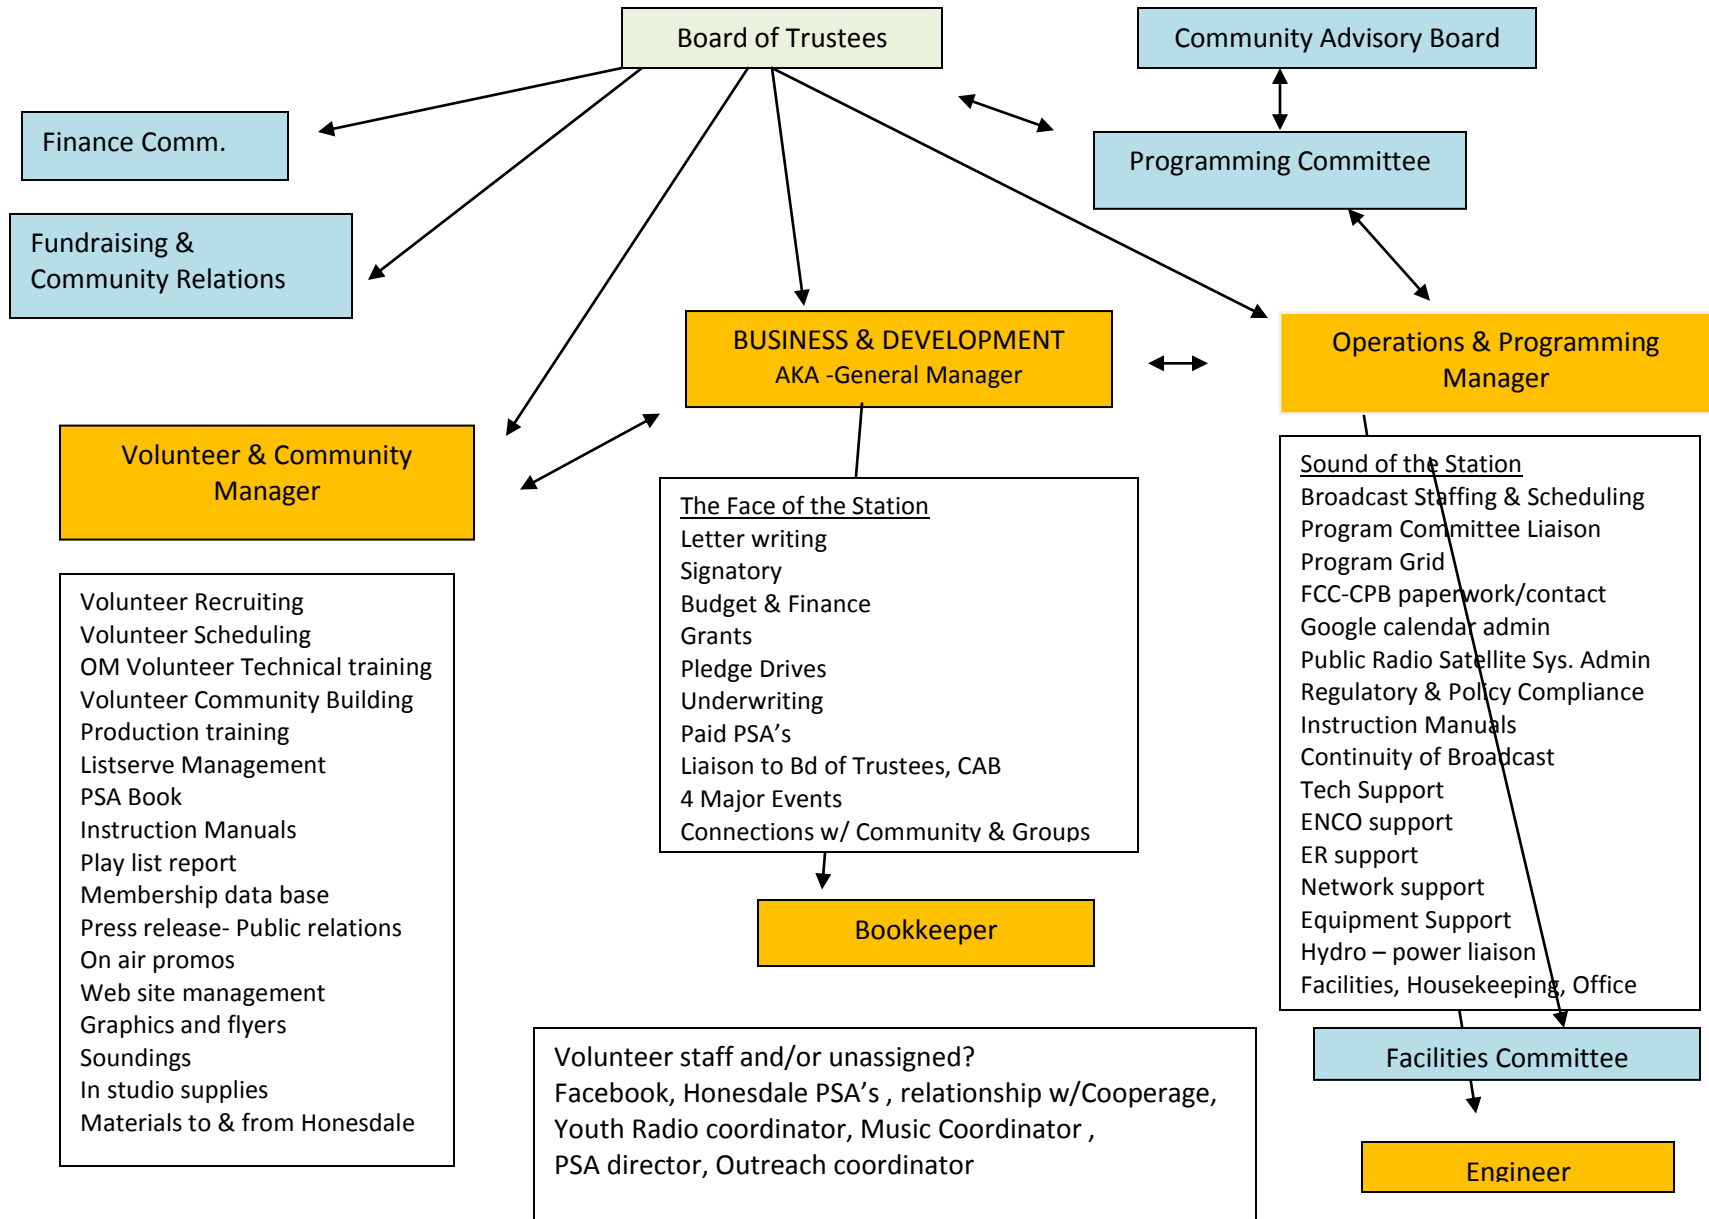 Board of Trustees
Community Advisory Board
Finance Comm.
Programming Committee
Fundraising &
Community Relations
BUSINESS & DEVELOPMENT
AKA -General Manager
Operations & Programming
Manager
Volunteer & Community
Manager
The Face of the Station
Letter writing
Signatory
Budget & Finance
Grants
Pledge Drives
Underwriting
Paid PSA’s
Liaison to Bd of Trustees, CAB
4 Major Events
Connections w/ Community & Groups
Sound of the Station
Broadcast Staffing & Scheduling
Program Committee Liaison
Program Grid
FCC-CPB paperwork/contact
Google calendar admin
Public Radio Satellite Sys. Admin
Regulatory & Policy Compliance
Instruction Manuals
Continuity of Broadcast
Tech Support
ENCO support
ER support
Network support
Equipment Support
Hydro – power liaison
Facilities, Housekeeping, Office
Volunteer Recruiting
Volunteer Scheduling
OM Volunteer Technical training
Volunteer Community Building
Production training
Listserve Management
PSA Book
Instruction Manuals
Play list report
Membership data base
Press release- Public relations
On air promos
Web site management
Graphics and flyers
Soundings
In studio supplies
Materials to & from Honesdale
Bookkeeper
Volunteer staff and/or unassigned?
Facebook, Honesdale PSA’s , relationship w/Cooperage,
Youth Radio coordinator, Music Coordinator ,
PSA director, Outreach coordinator
Facilities Committee
Engineer